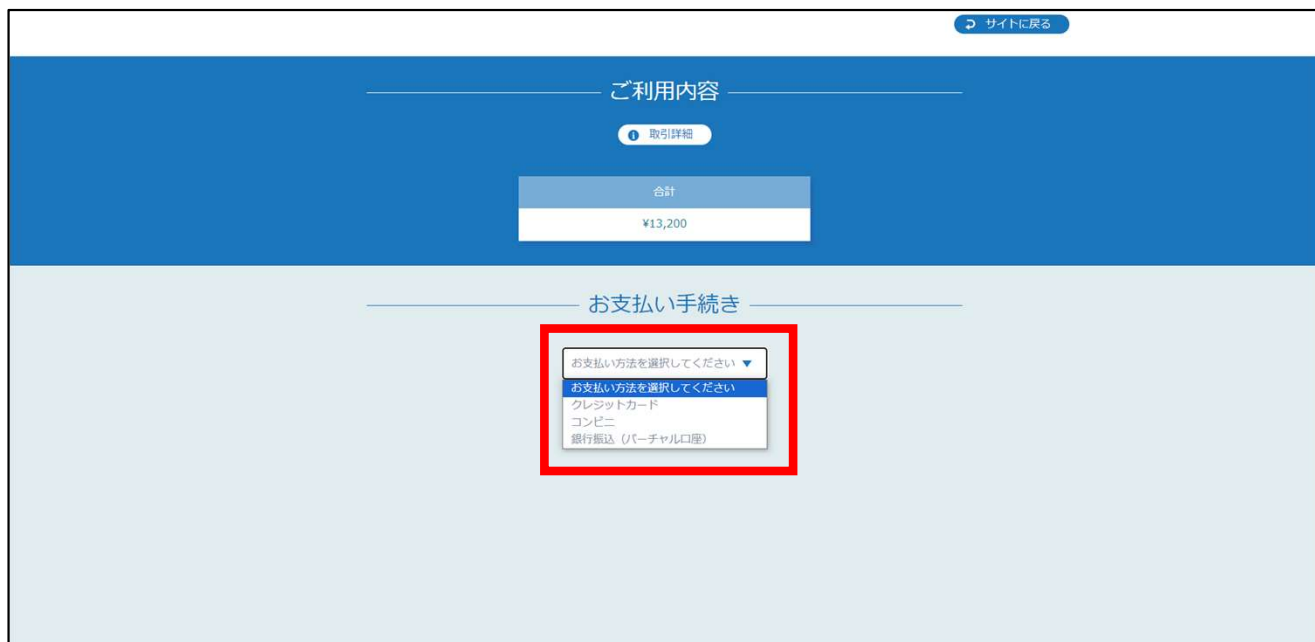 サイトに戻る
ご利用内容
取引詳細
合計
¥13,200
お支払い手続き
お支払い方法を選択してください ▼
お支払い方法を選択してください
クレジットカード
コンビニ
銀行振込（バーチャル口座）